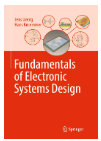 Jens Lienig
Hans Bruemmer
Fundamentals
of Electronic
Systems Design
Springer